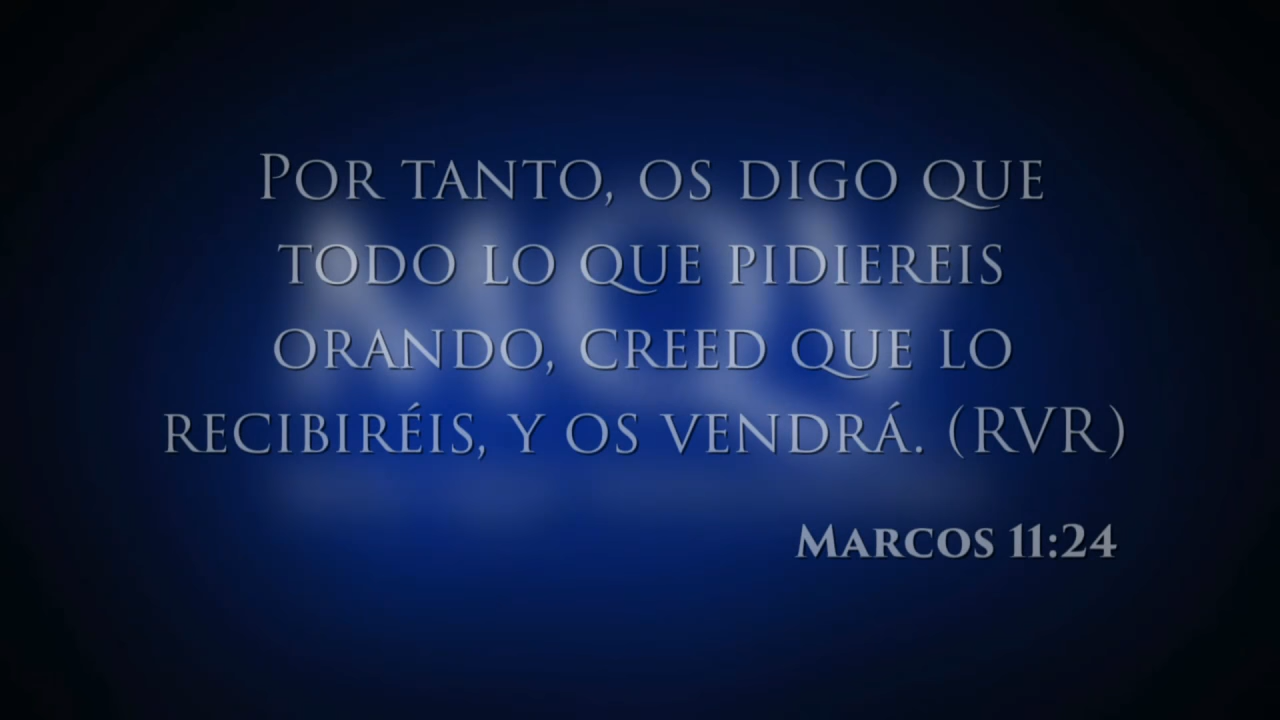 Por tanto, os digo que
todo lo que pidiereis
orando, creed que lo
recibiréis, y os vendrá. (RVR)
Marcos 11:24